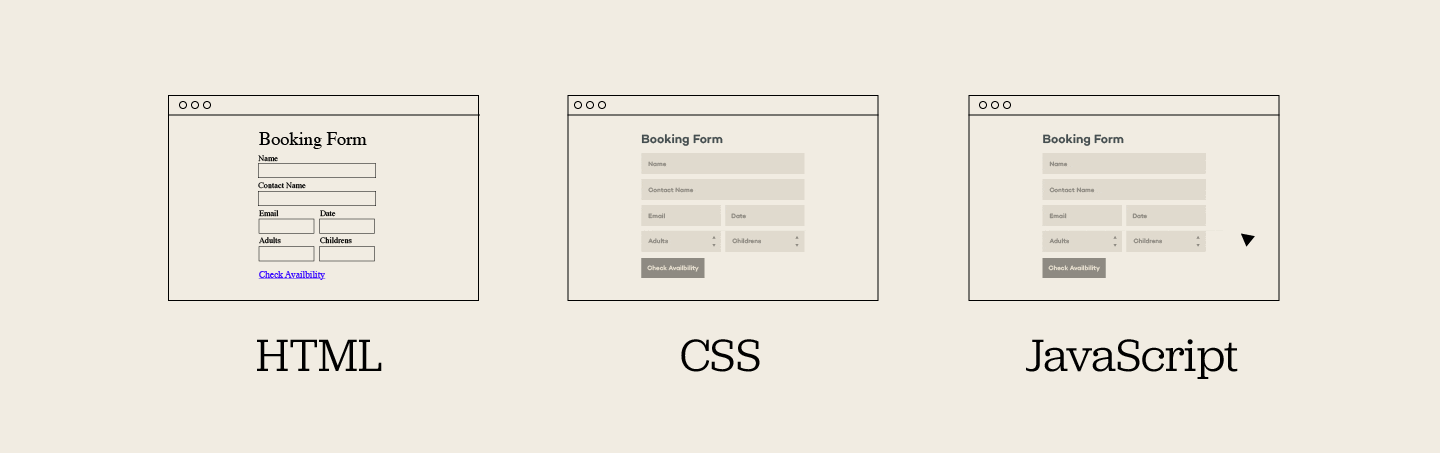 Booking Form
Name
Contact Name
Email Date
Adults Childrens
Check Availbility
HTML
Booking Form
Name
Contact Name
Email Date
Adults Childrens
Check Availbility
CSS
Booking Form
Name
Contact Name
Email Date
Adults Childrens
Check Availbility
JavaScript